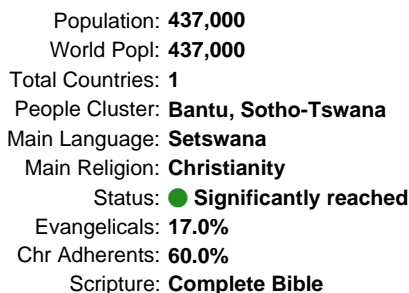 Population: 437,000
World Popl: 437,000
Total Countries: 1
People Cluster: Bantu, Sotho-Tswana
Main Language: Setswana
Main Religion: Christianity
Status: Significantly reached
Evangelicals: 17.0%
Chr Adherents: 60.0%
Scripture: Complete Bible